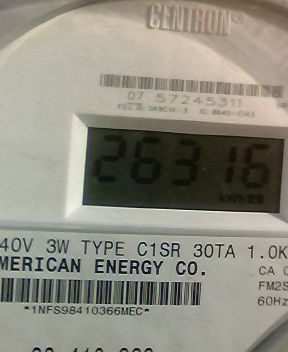 CENTRON®
07 57245311
26316
kWh
40V 3W TYPE C1SR 30TA 1.0K
MERICAN ENERGY CO.
CA 0
FM2S
60Hz
*1NFS98410366MEC*